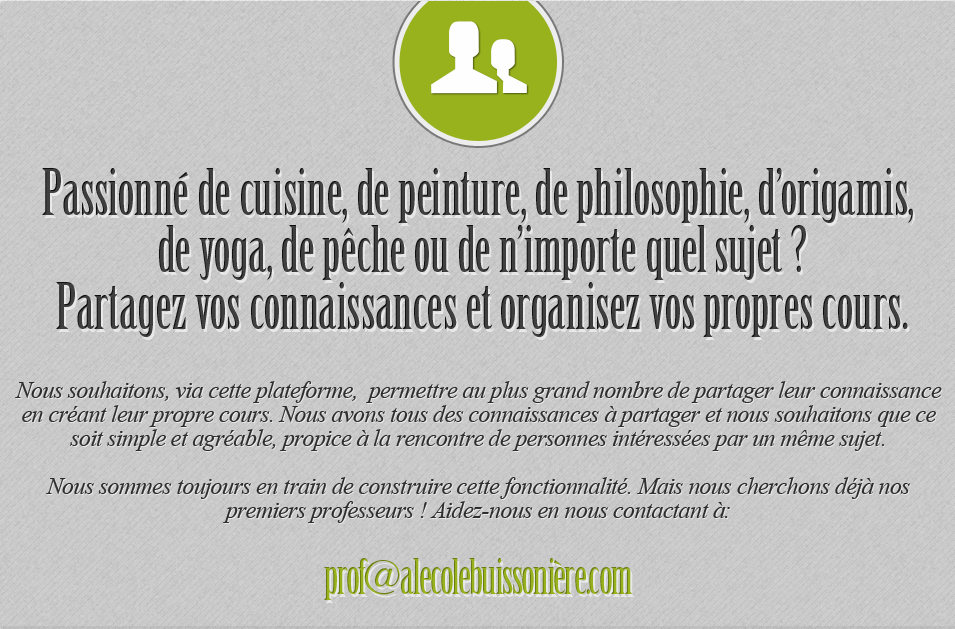 Passionné de cuisine, de peinture, de philosophie, d'origamis,
de yoga, de pêche ou de n'importe quel sujet ?
Partagez vos connaissances et organisez vos propres cours.
Nous souhaitons, via cette plateforme,  permettre au plus grand nombre de partager leur connaissance
en créant leur propre cours. Nous avons tous des connaissances à partager et nous souhaitons que ce
soit simple et agréable, propice à la rencontre de personnes intéressées par un même sujet.
Nous sommes toujours en train de construire cette fonctionnalité. Mais nous cherchons déjà nos
premiers professeurs ! Aidez-nous en nous contactant à:
prof@alecolebuissonière.com